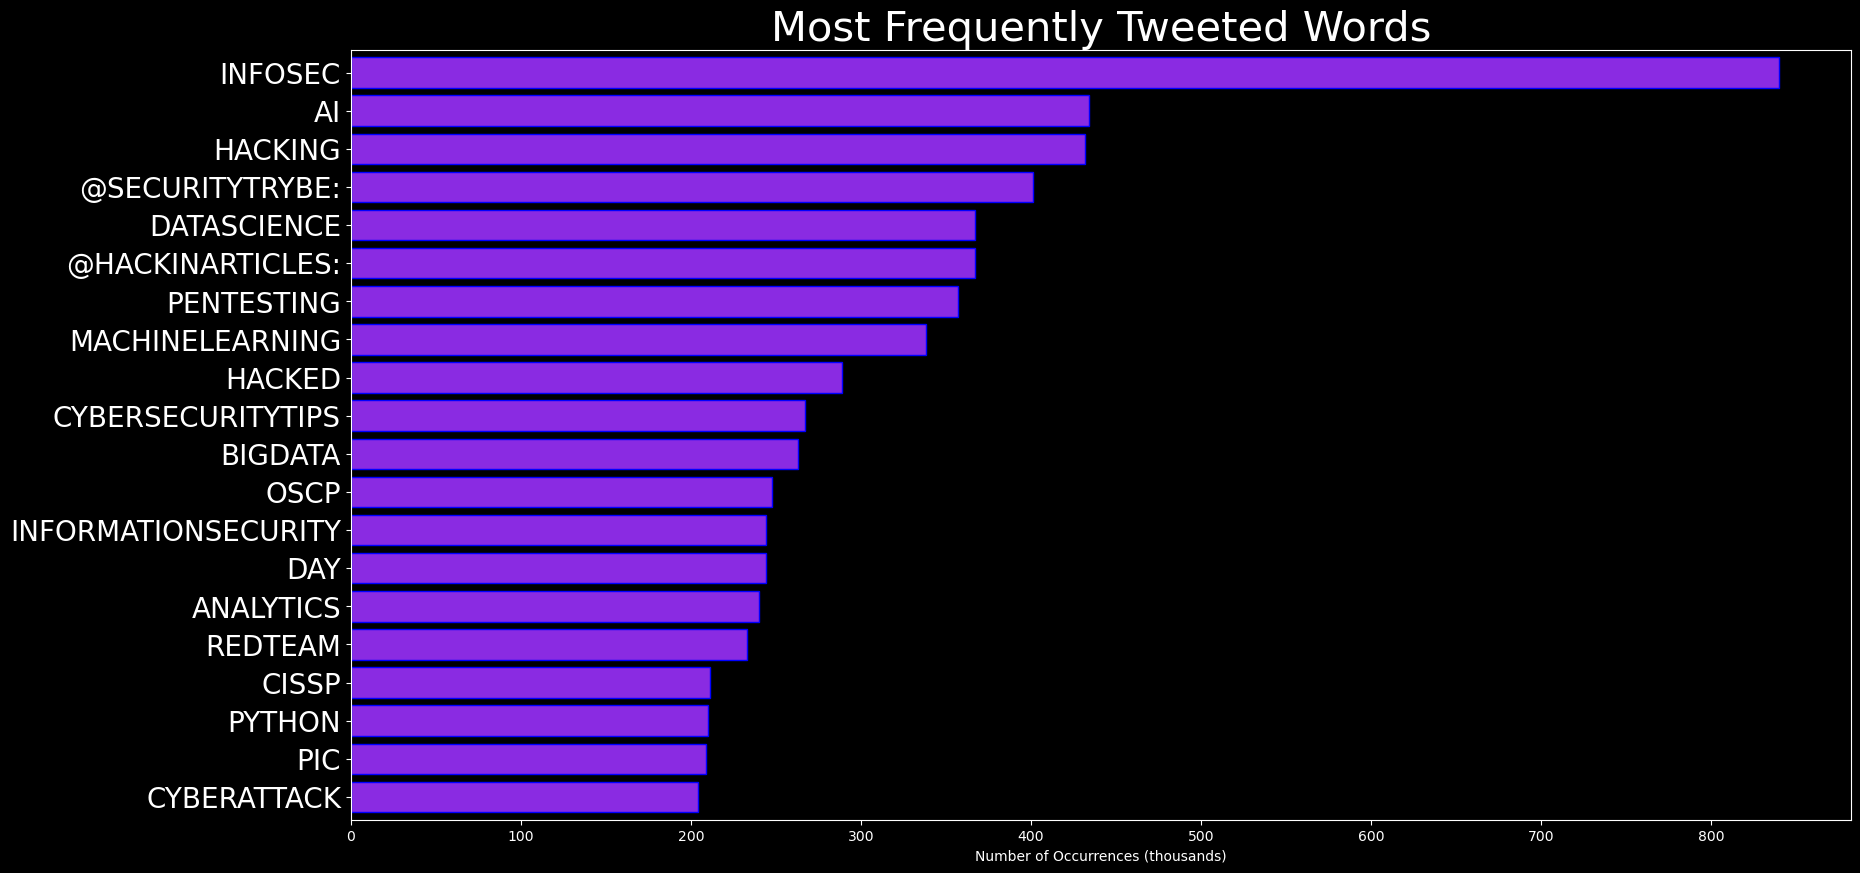 Most Frequently Tweeted Words
INFOSEC
AI
HACKING
@SECURITYTRYBE:
DATASCIENCE
@HACKINARTICLES:
PENTESTING
MACHINELEARNING
HACKED
CYBERSECURITYTIPS
BIGDATA
OSCP
INFORMATIONSECURITY
DAY
ANALYTICS
REDTEAM
CISSP
PYTHON
PIC
CYBERATTACK
0 100 200 300 400 500 600 700 800
Number of Occurrences (thousands)